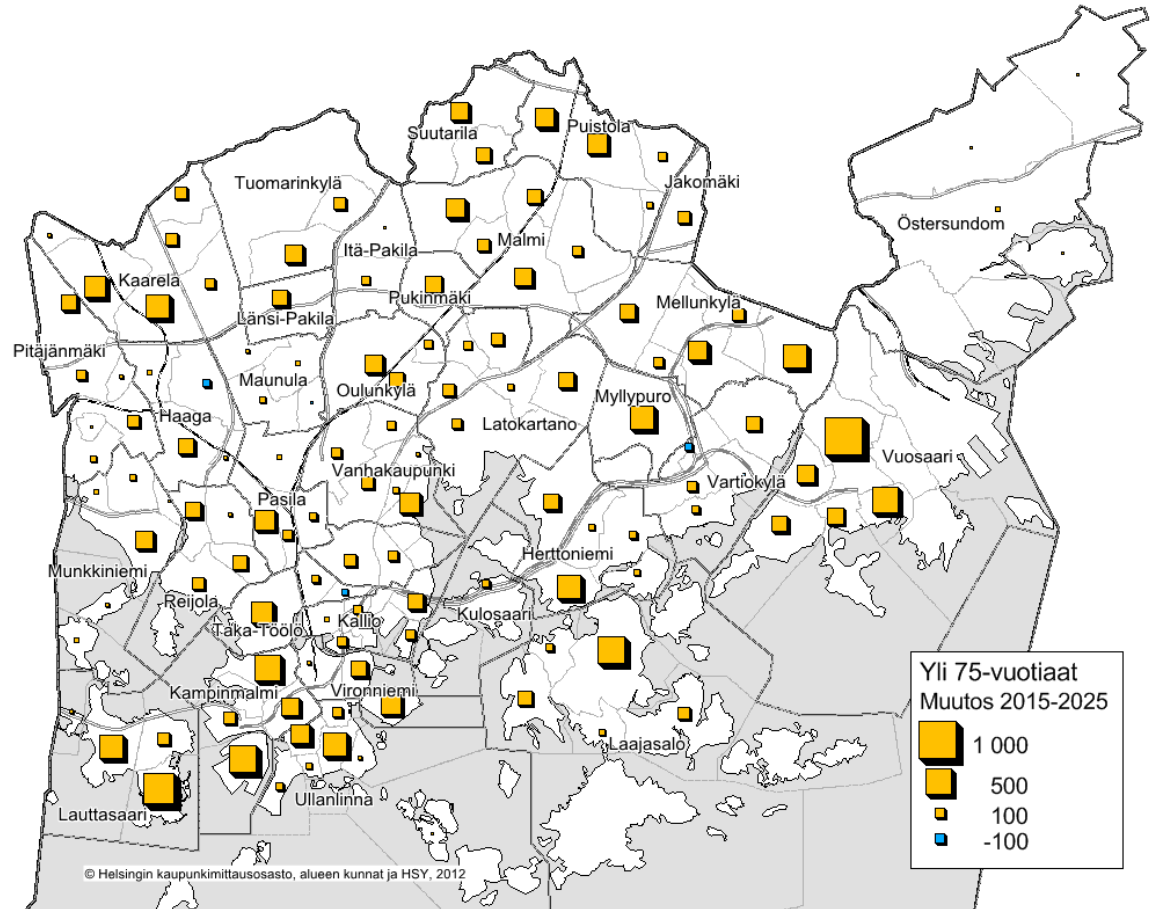 Suutarila
Puistola
Tuomarinkylä
Jakomäki
Östersundom
Itä-Pakila
Malmi
Kaarela
Pukinmäki
Mellunkylä
Länsi-Pakila
Pitäjänmäki
Maunula
Oulunkylä
Myllypuro
Haaga
Latokartano
Vuosaari
Vanhakaupunki
Vartiokylä
Pasila
Herttoniemi
Munkkiniemi
Reijola
Kulosaari
Taka-Töölö
Kallio
Kampinmalmi
Vironniemi
Laajasalo
Ullanlinna
Lauttasaari
Yli 75-vuotiaat
Muutos 2015-2025
1 000
500
100
-100
© Helsingin kaupunkimittausosasto, alueen kunnat ja HSY, 2012